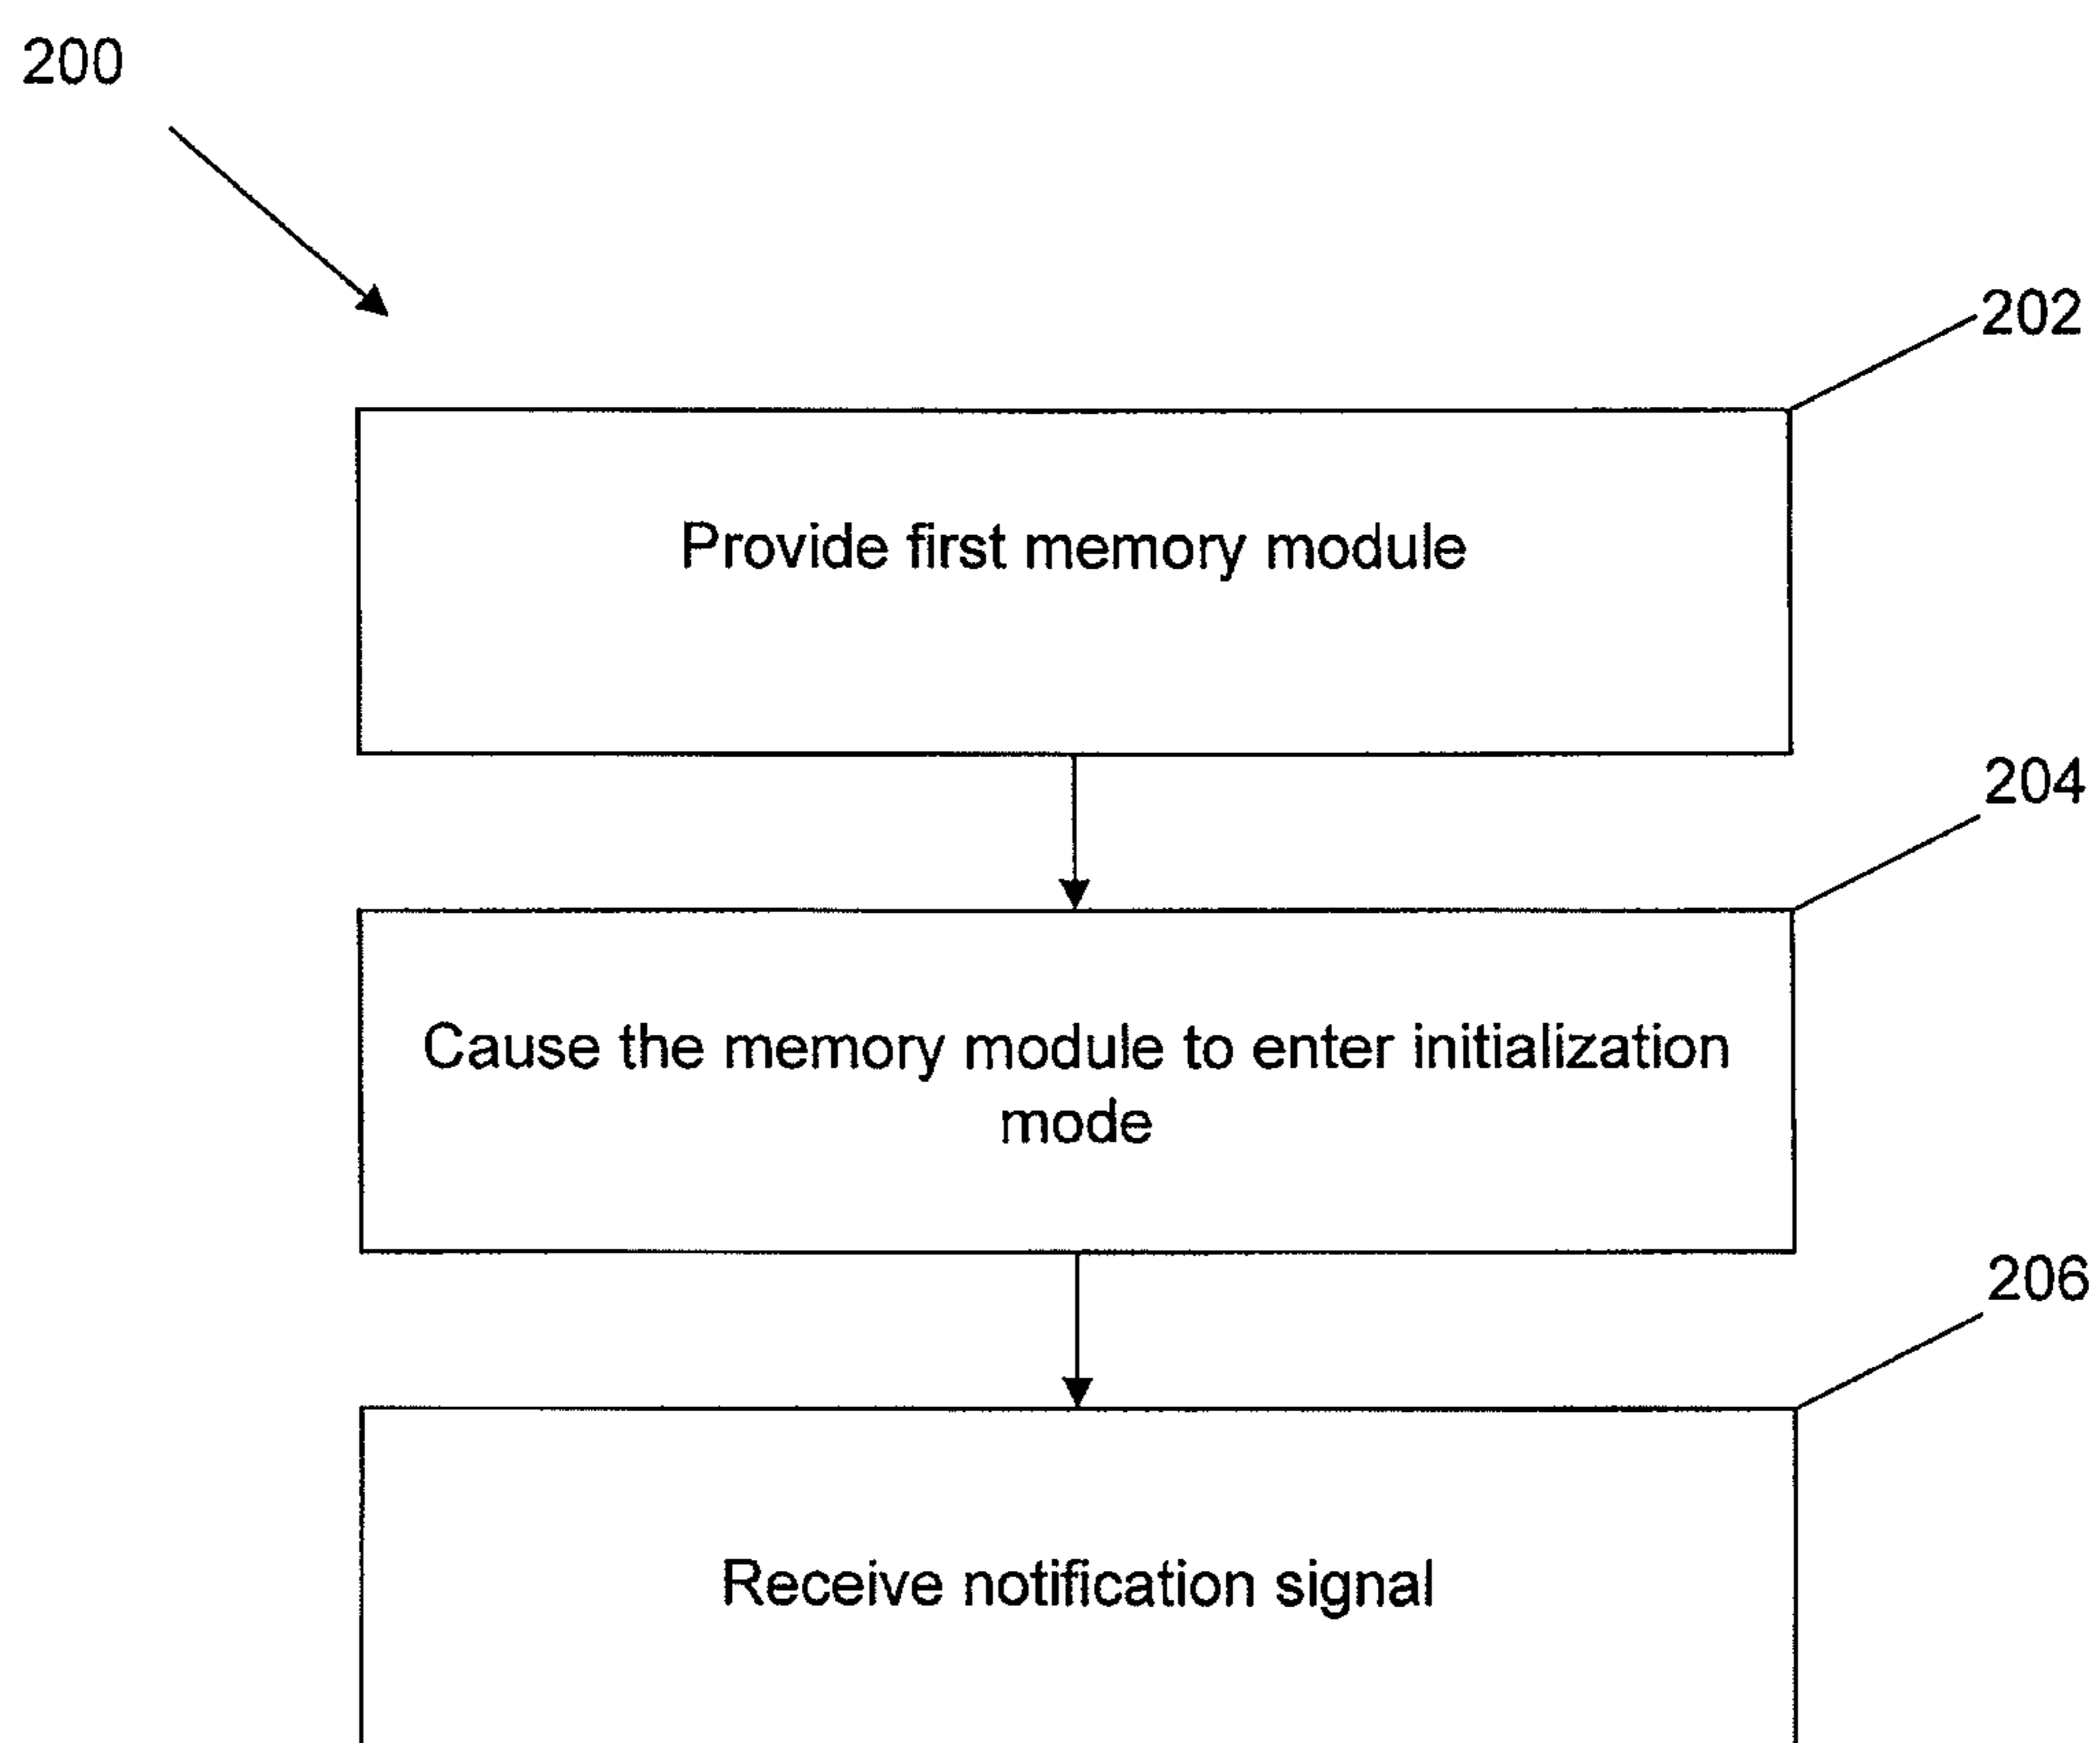 200
202
Provide first memory module
204
Cause the memory module to enter initialization
mode
206
Receive notification signal